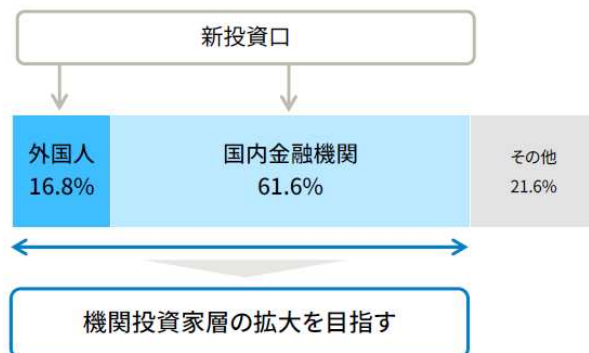 新投資口
外国人
16.8%
国内金融機関
61.6%
その他
21.6%
機関投資家層の拡大を目指す